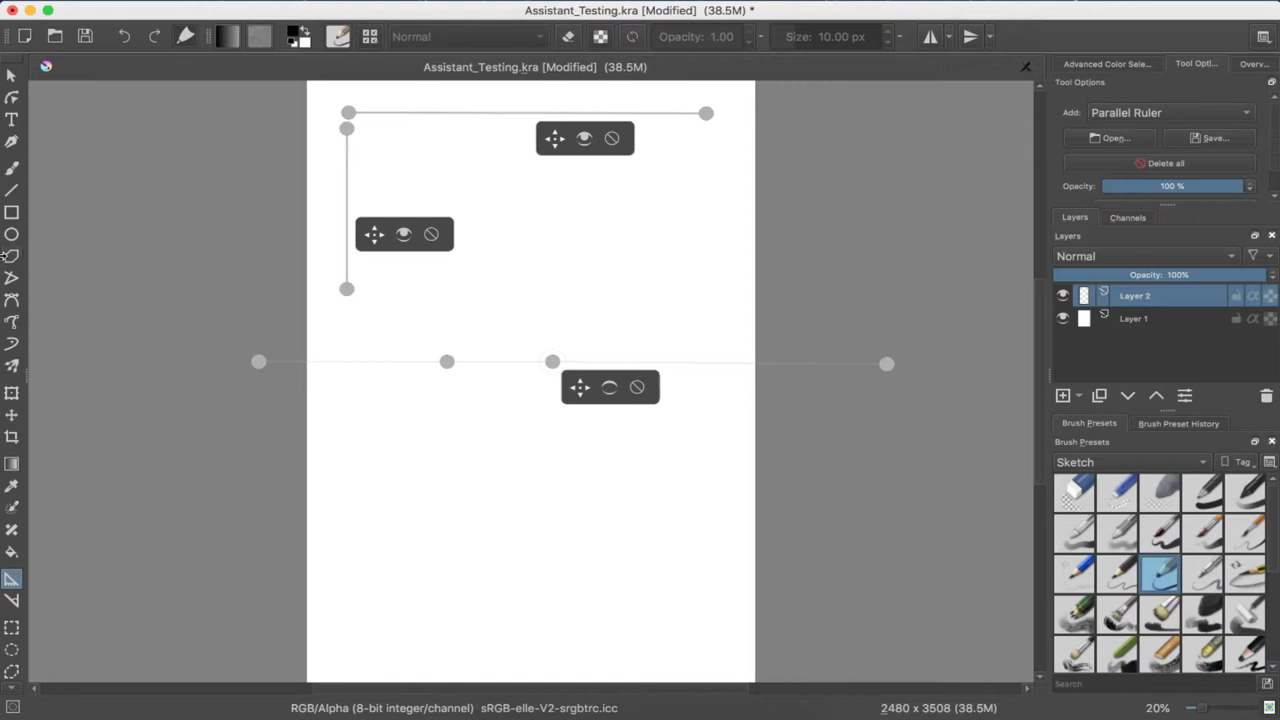 Assistant_Testing.kra [Modified] (38.5M) *
Normal
Opacity: 1.00
Size: 10.00 px
Assistant_Testing.kra [Modified] (38.5M)
Advanced Color Sele...
Tool Opti...
Overv...
Tool Options
Add:
Parallel Ruler
Open...
Save...
Delete all
Opacity:
100 %
Layers
Channels
Layers
Normal
Opacity: 100%
Layer 2
Layer 1
Brush Presets
Brush Preset History
Brush Presets
Sketch
Tag
Search
RGB/Alpha (8-bit integer/channel) sRGB-elle-V2-srgbtrc.icc
2480 x 3508 (38.5M)
20%